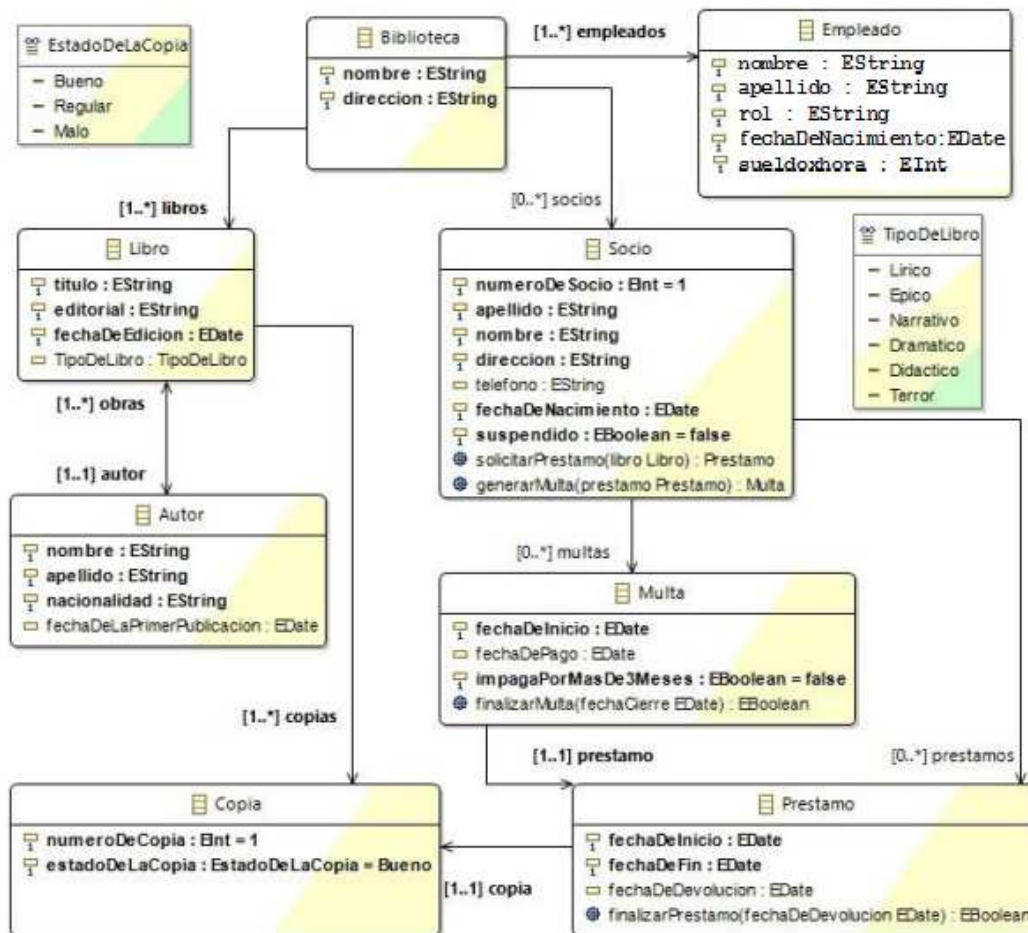 EstadoDeLaCopia
Bueno
Regular
Malo
Biblioteca
nombre : EString
direccion : EString
[1..*] empleados
Empleado
nombre : EString
apellido : EString
rol : EString
fechaDeNacimiento:EDate
sueldoxhora : EInt
[1..*] libros
[0..*] socios
Libro
titulo : EString
editorial : EString
fechaDeEdicion : EDate
TipoDeLibro : TipoDeLibro
Socio
numeroDeSocio : EInt = 1
apellido : EString
nombre : EString
direccion : EString
telefono : EString
fechaDeNacimiento : EDate
suspendido : EBoolean = false
solicitarPrestamo(libro Libro) : Prestamo
generarMulta(prestamo Prestamo) : Multa
TipoDeLibro
Lirico
Epico
Narrativo
Dramatico
Didactico
Terror
[1..*] obras
[1..1] autor
Autor
nombre : EString
apellido : EString
nacionalidad : EString
fechaDeLaPrimerPublicacion : EDate
[0..*] multas
Multa
fechaDeInicio : EDate
fechaDePago : EDate
impagaPorMasDe3Meses : EBoolean = false
finalizarMulta(fechaCierre EDate) : EBoolean
[1..*] copias
[1..1] prestamo
[0..*] prestamos
Copia
numeroDeCopia : EInt = 1
estadoDeLaCopia : EstadoDeLaCopia = Bueno
[1..1] copia
Prestamo
fechaDeInicio : EDate
fechaDeFin : EDate
fechaDeDevolucion : EDate
finalizarPrestamo(fechaDeDevolucion EDate) : EBoolean